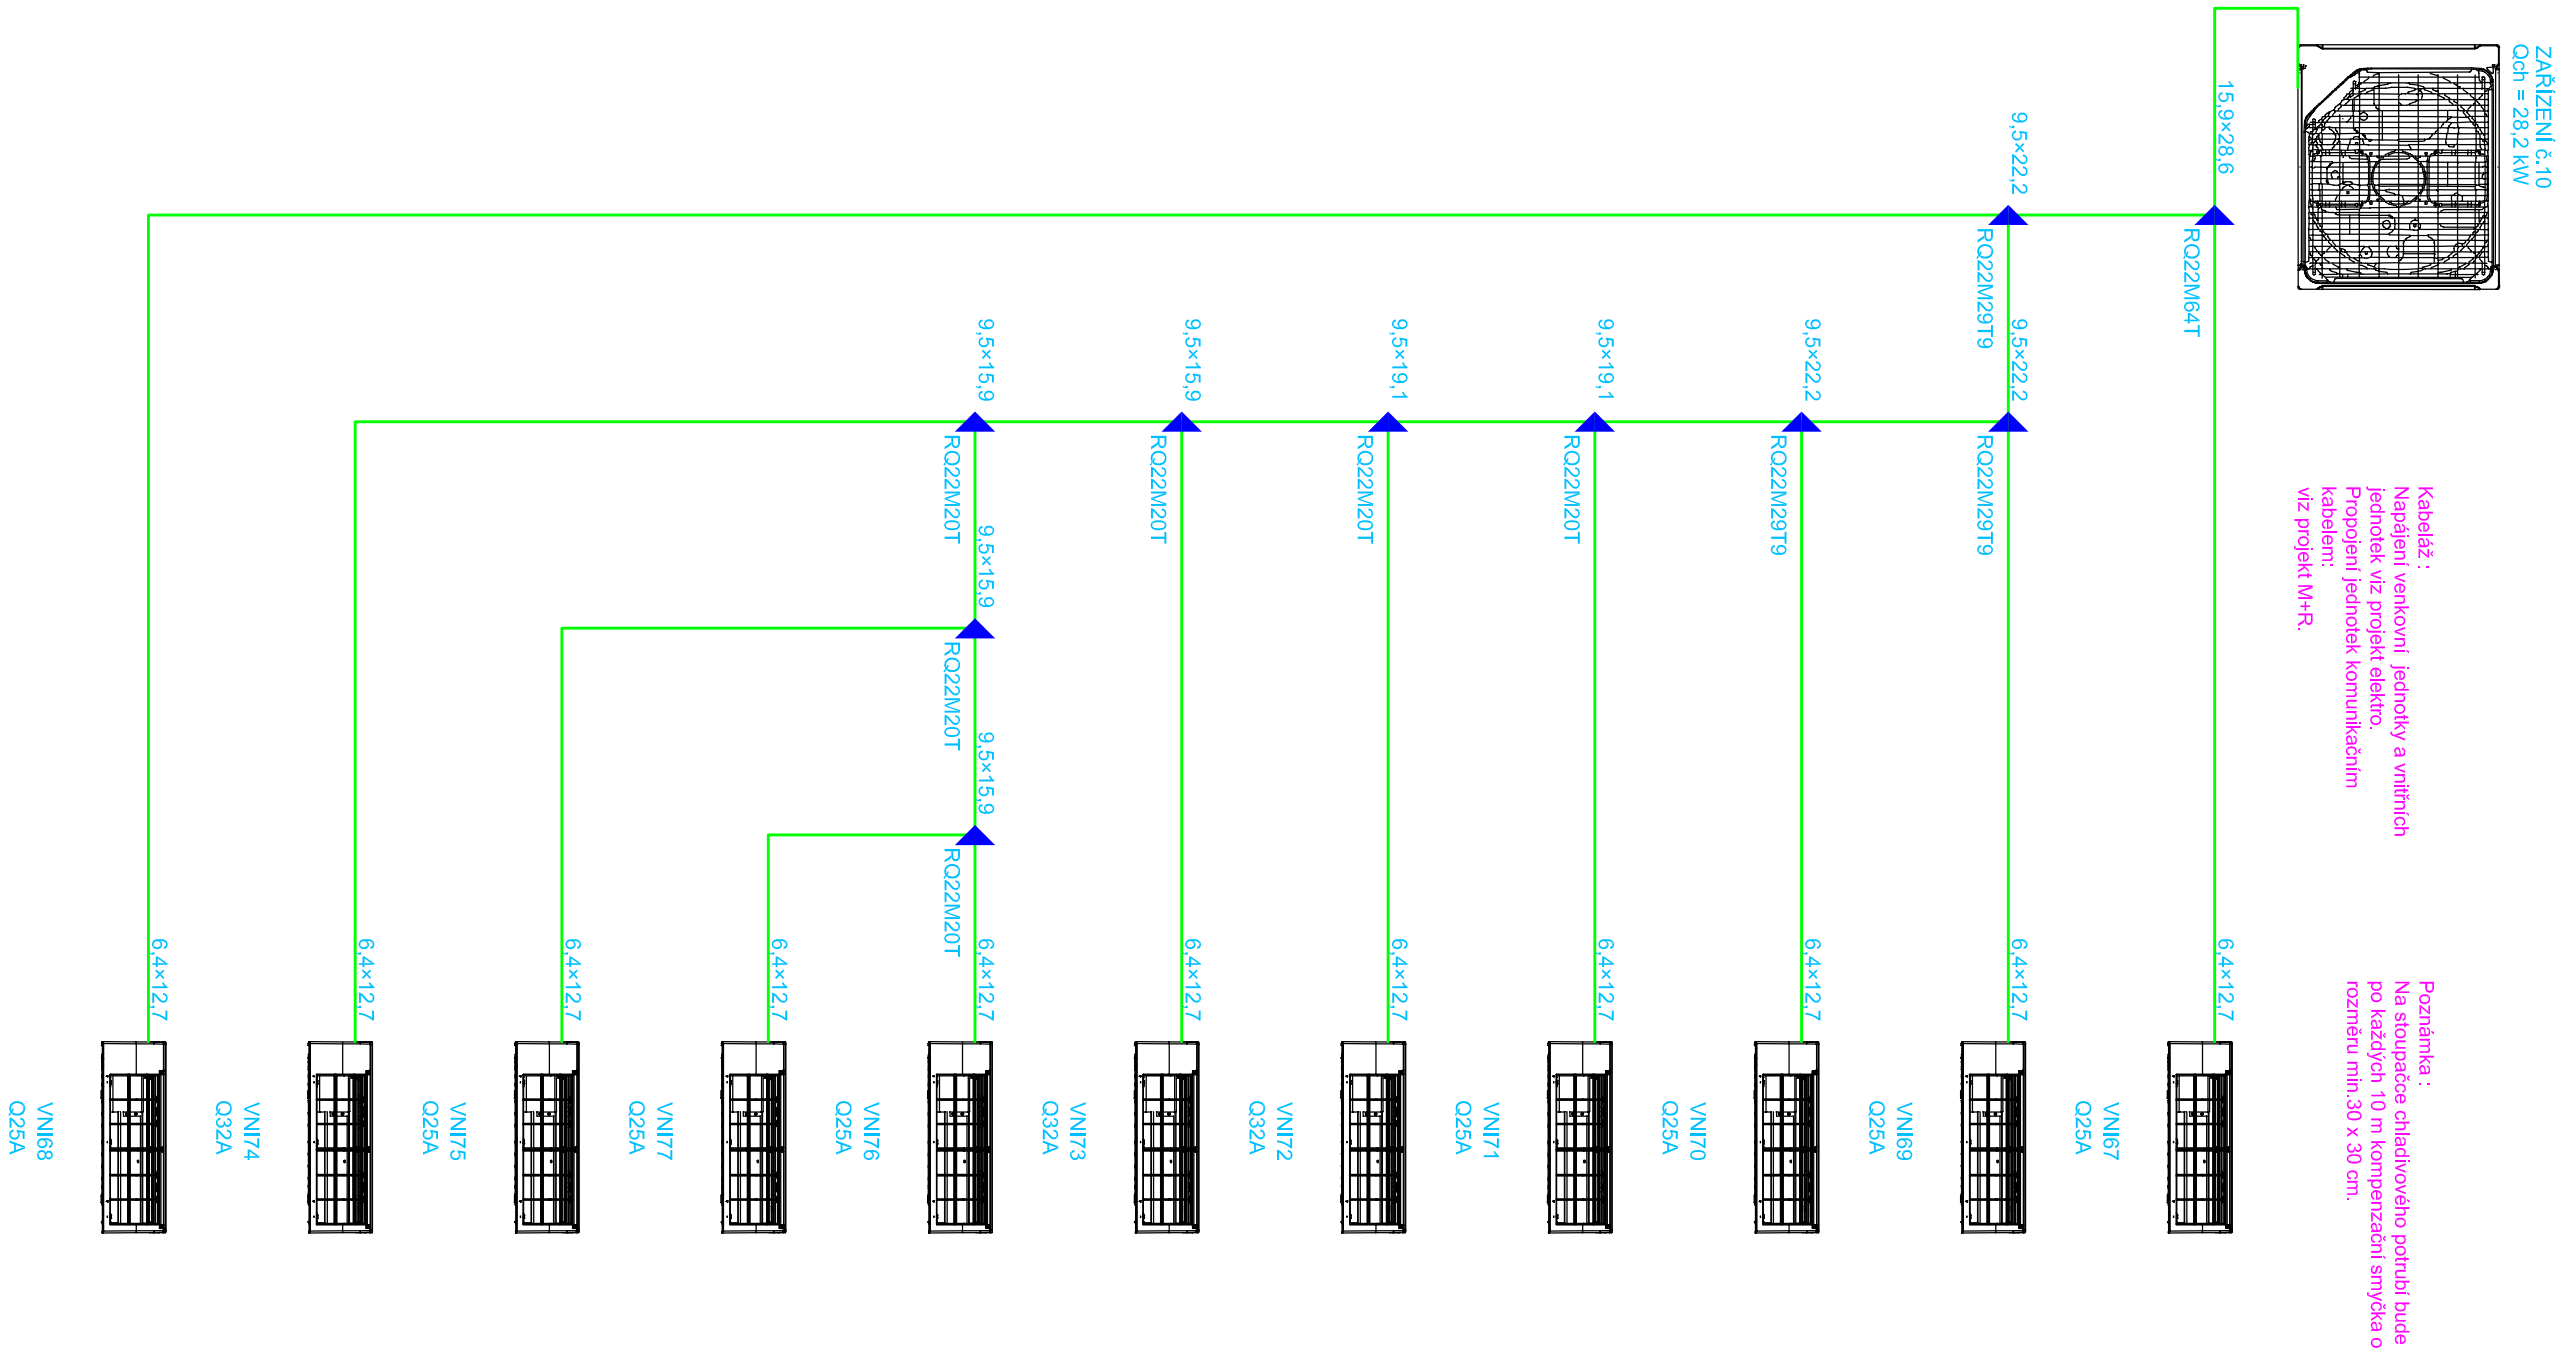 ZAŘÍZENÍ č.10
Qch = 28,2 kW
15,9×28,6
RQ22M64T
9,5×22,2
RQ22M29T9
9,5×22,2
RQ22M29T9
9,5×22,2
RQ22M29T9
9,5×19,1
RQ22M20T
9,5×19,1
RQ22M20T
9,5×15,9
RQ22M20T
9,5×15,9
RQ22M20T
9,5×15,9
RQ22M20T
9,5×15,9
RQ22M20T
Kabeláž :
Napájení venkovní jednotky a vnitřních
jednotek viz projekt elektro.
Propojení jednotek komunikačním
kabelem:
viz projekt M+R.
Poznámka :
Na stoupačce chladivového potrubí bude
po každých 10 m kompenzační smyčka o
rozměru min.30 x 30 cm.
6,4×12,7
6,4×12,7
6,4×12,7
6,4×12,7
6,4×12,7
6,4×12,7
6,4×12,7
6,4×12,7
6,4×12,7
6,4×12,7
6,4×12,7
VNI67
Q25A
VNI69
Q25A
VNI70
Q25A
VNI71
Q25A
VNI72
Q32A
VNI73
Q32A
VNI76
Q25A
VNI77
Q25A
VNI75
Q25A
VNI74
Q32A
VNI68
Q25A